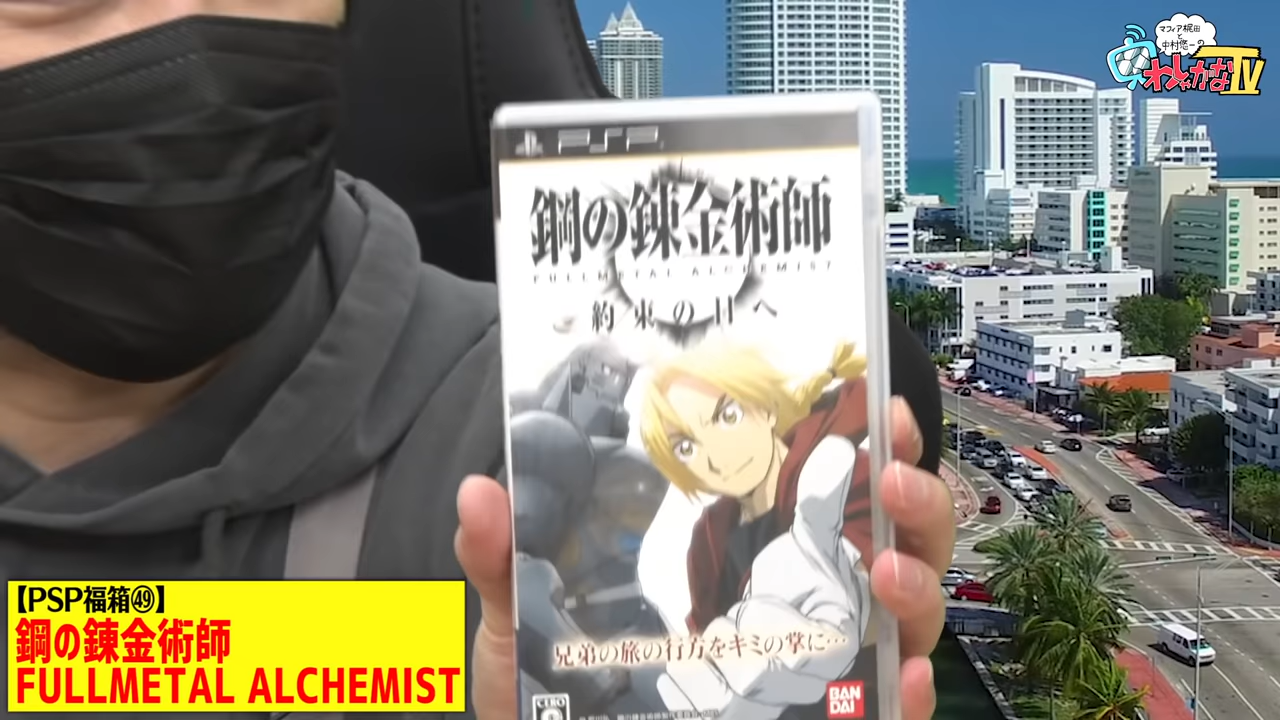 マフィア梶田
と
中村悠一の
わしゃがなTV
PSP
鋼の錬金術師
FULLMETAL ALCHEMIST
約束の日へ
兄弟の旅の行方をキミの掌に…
CERO
BAN
DAI
【PSP福箱㊾】
鋼の錬金術師
FULLMETAL ALCHEMIST